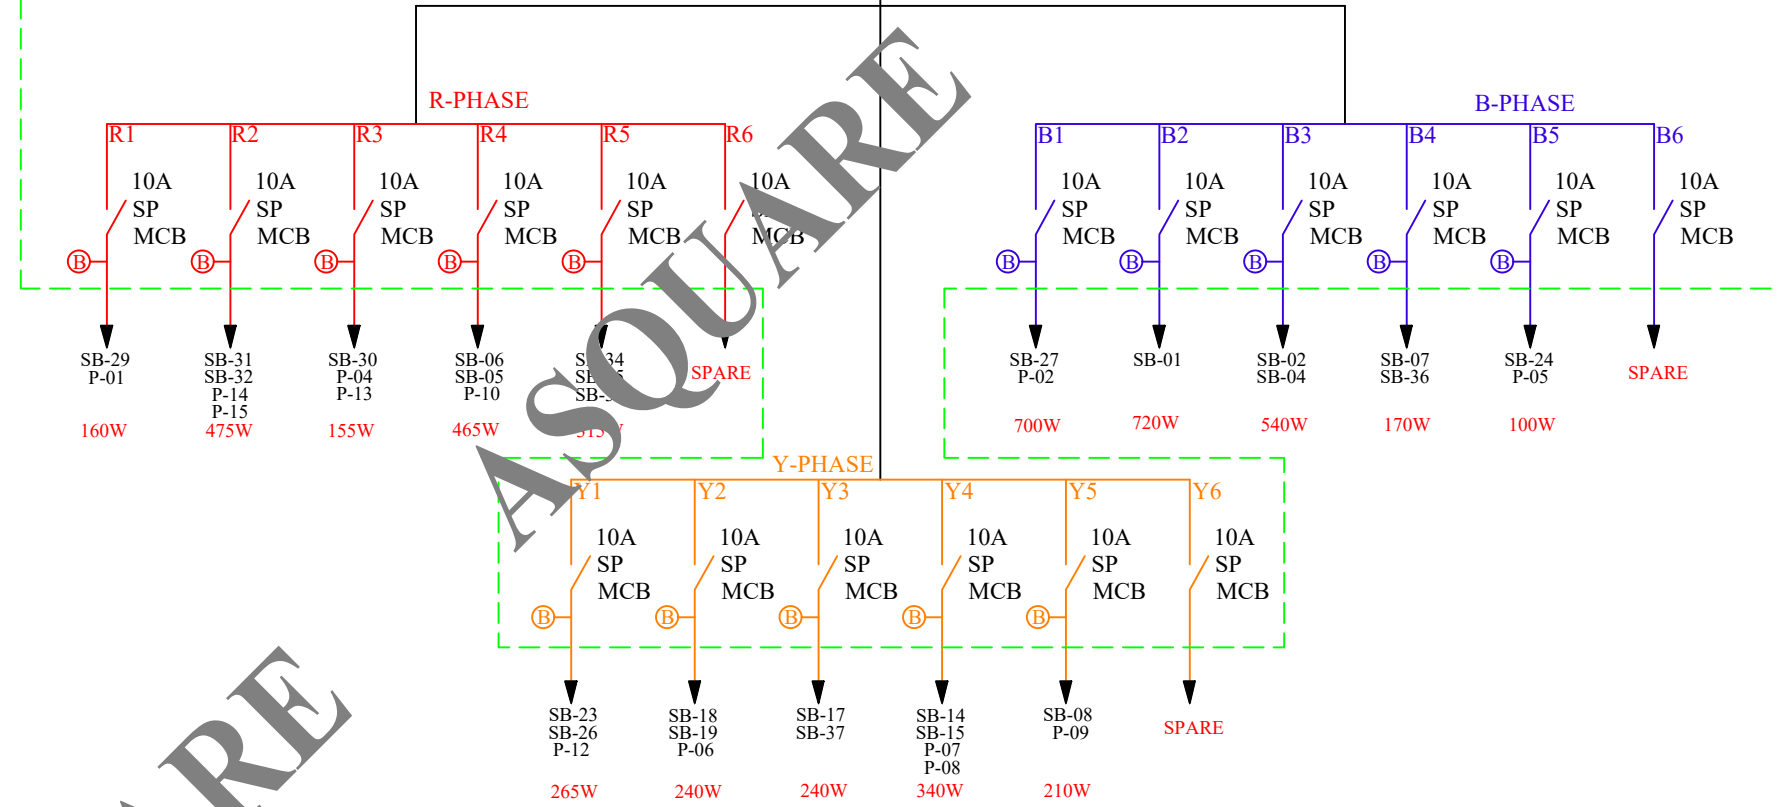 R-PHASE
B-PHASE
R1 R2 R3 R4 R5 R6
B1 B2 B3 B4 B5 B6
10A 10A 10A 10A 10A 10A
SP SP SP SP SP
MCB MCB MCB MCB MCB MCB
10A 10A 10A 10A 10A 10A
SP SP SP SP SP SP
MCB MCB MCB MCB MCB MCB
B B B B B
B B B B B
SB-29
P-01
160W
SB-31
SB-32
P-14
P-15
475W
SB-30
P-04
P-13
155W
SB-06
SB-05
P-10
465W
SPARE
SB-27
P-02
700W
SB-01
720W
SB-02
SB-04
540W
SB-07
SB-36
170W
SB-24
P-05
100W
SPARE
ASQUARE
Y-PHASE
Y1 Y2 Y3 Y4 Y5 Y6
10A 10A 10A 10A 10A 10A
SP SP SP SP SP SP
MCB MCB MCB MCB MCB MCB
B B B B B
SB-23
SB-26
P-12
265W
SB-18
SB-19
P-06
240W
SB-17
SB-37
240W
SB-14
SB-15
P-07
P-08
340W
SB-08
P-09
210W
SPARE